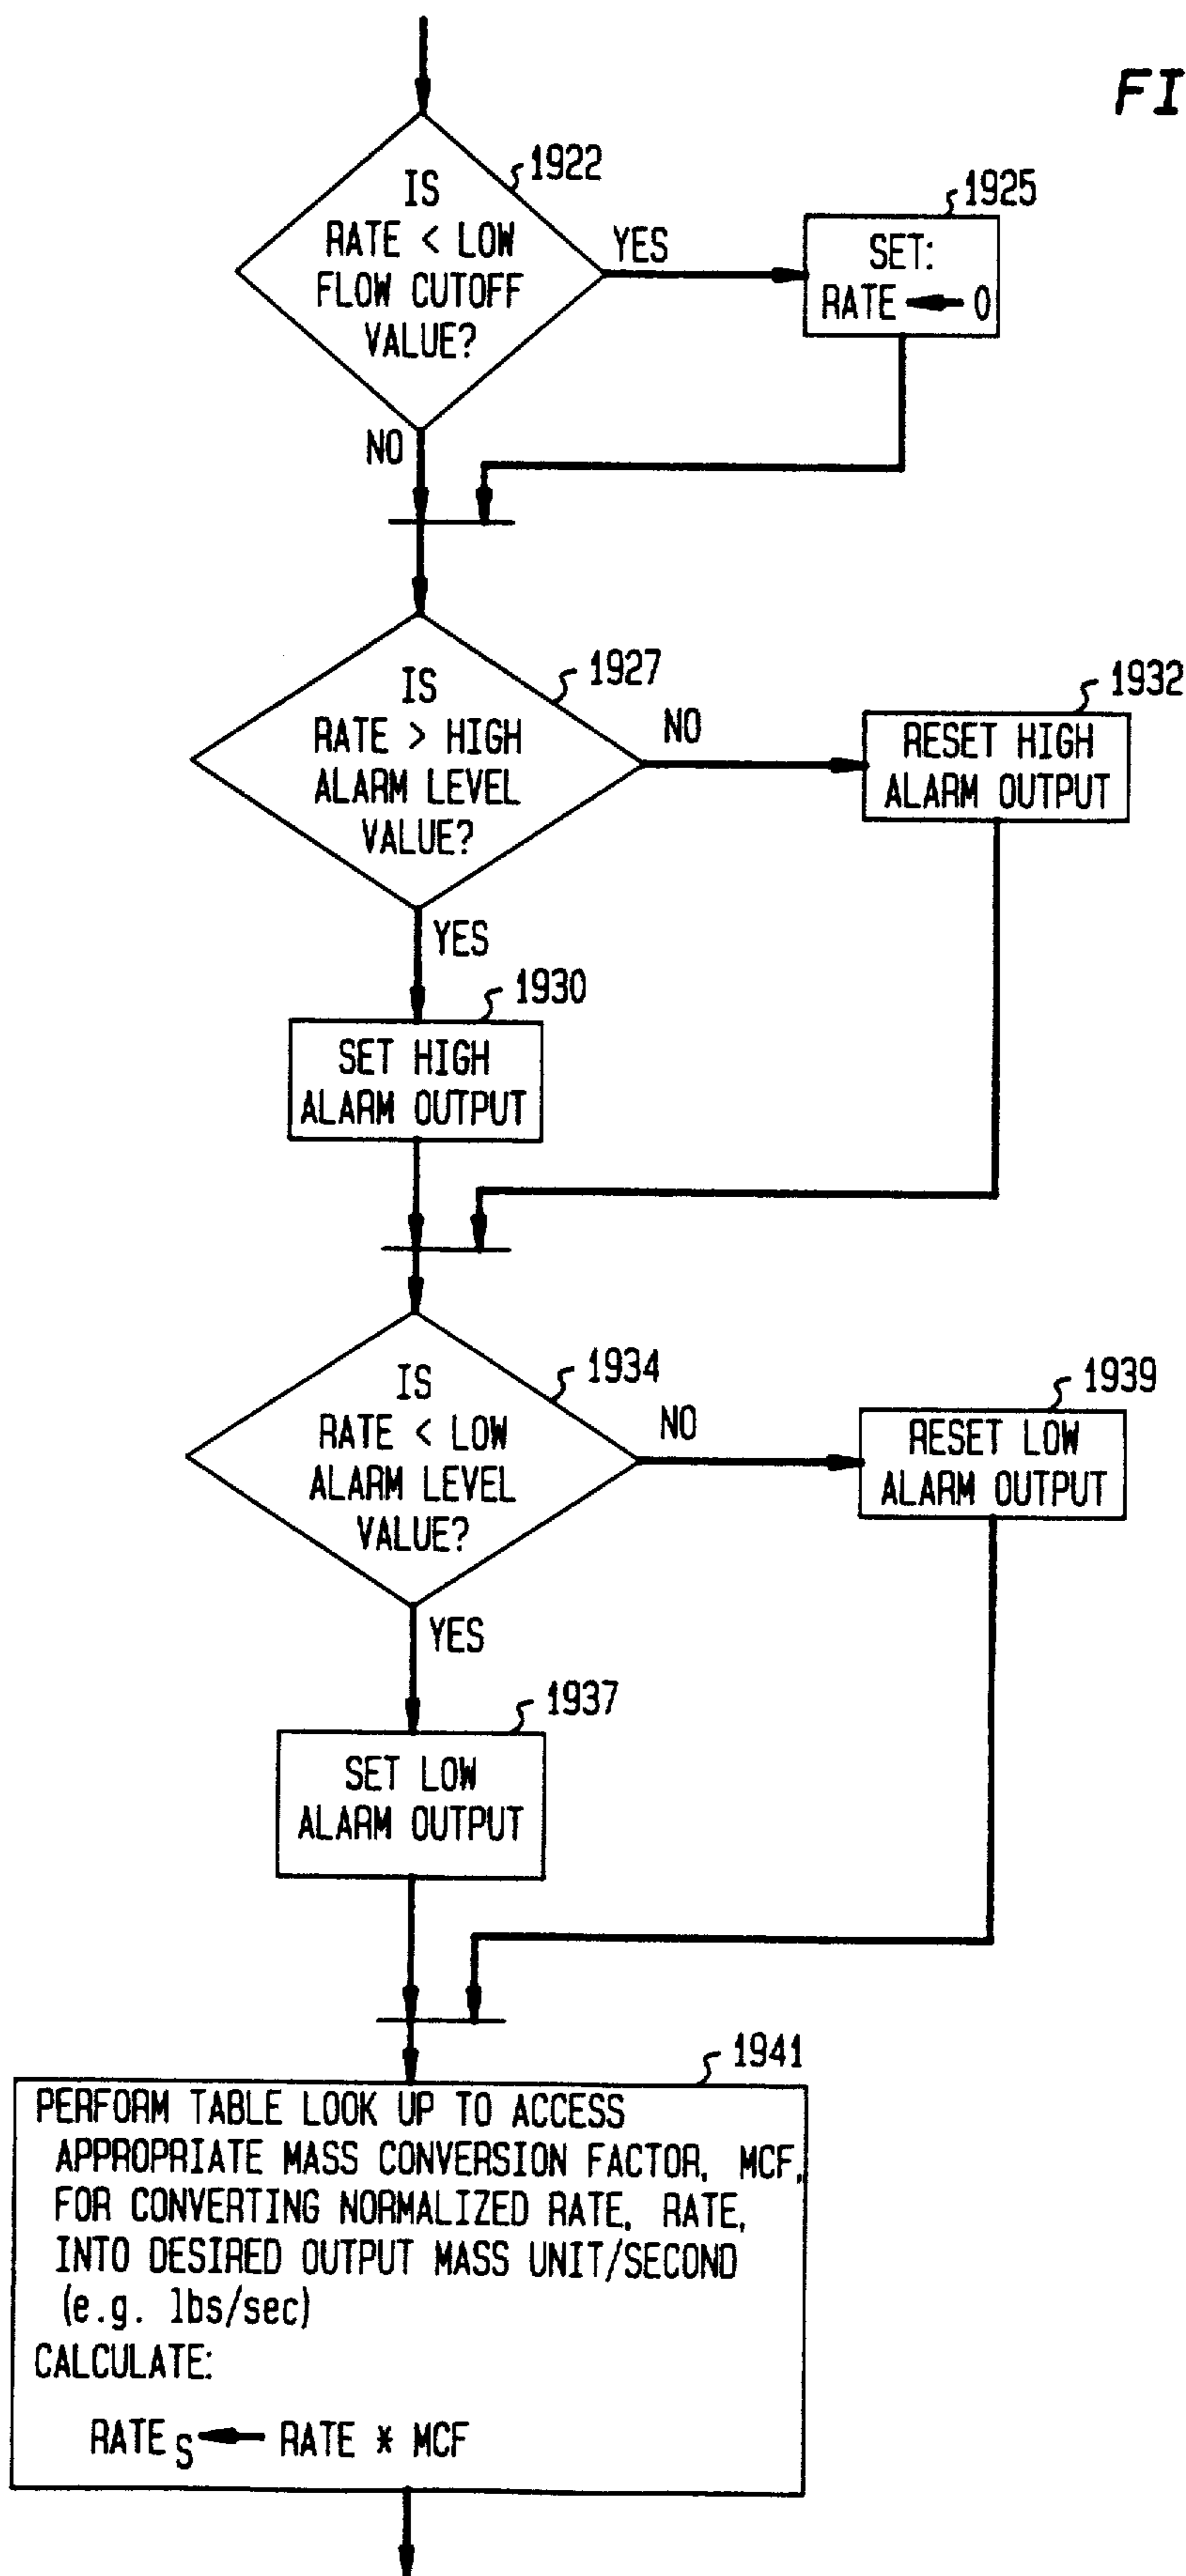 FI
1922
IS
RATE < LOW
FLOW CUTOFF
VALUE?
YES
1925
SET:
RATE ← 0
NO
1927
IS
RATE > HIGH
ALARM LEVEL
VALUE?
NO
1932
RESET HIGH
ALARM OUTPUT
YES
1930
SET HIGH
ALARM OUTPUT
1934
IS
RATE < LOW
ALARM LEVEL
VALUE?
NO
1939
RESET LOW
ALARM OUTPUT
YES
1937
SET LOW
ALARM OUTPUT
1941
PERFORM TABLE LOOK UP TO ACCESS
APPROPRIATE MASS CONVERSION FACTOR, MCF,
FOR CONVERTING NORMALIZED RATE, RATE,
INTO DESIRED OUTPUT MASS UNIT/SECOND
(e.g. lbs/sec)
CALCULATE:
RATE S ← RATE * MCF